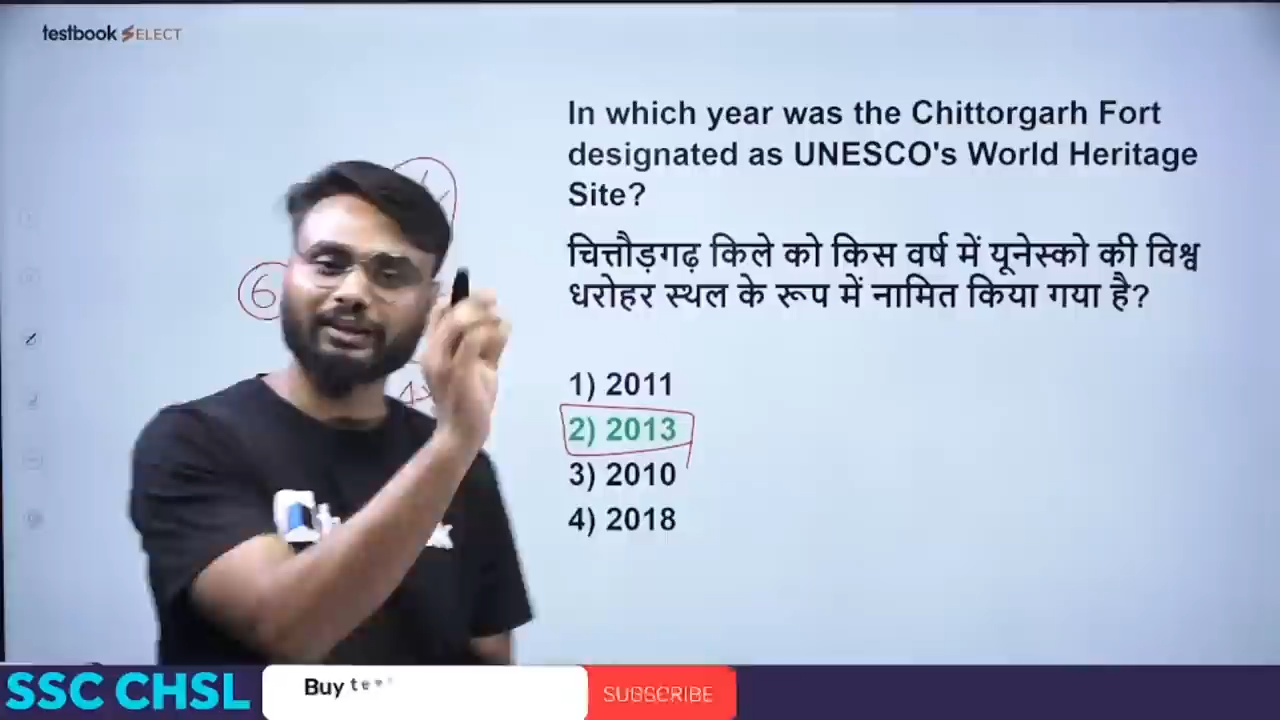 testbook SELECT
In which year was the Chittorgarh Fort
designated as UNESCO's World Heritage
Site?
चित्तौड़गढ़ किले को किस वर्ष में यूनेस्को की विश्व
धरोहर स्थल के रूप में नामित किया गया है?
6
1) 2011
2) 2013
3) 2010
4) 2018
SSC CHSL
Buy
SUBSCRIBE